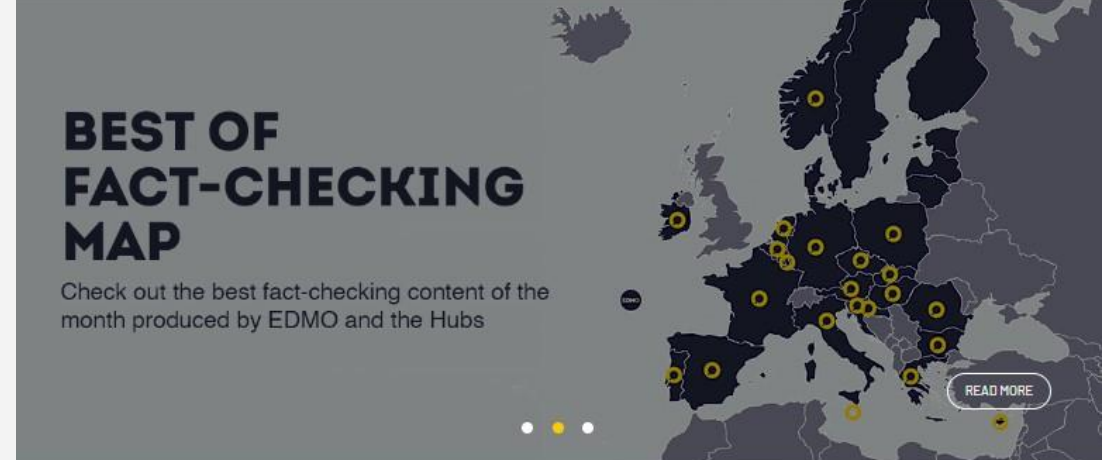 BEST OF
FACT-CHECKING
MAP
Check out the best fact-checking content of the
month produced by EDMO and the Hubs
EDMO
READ MORE